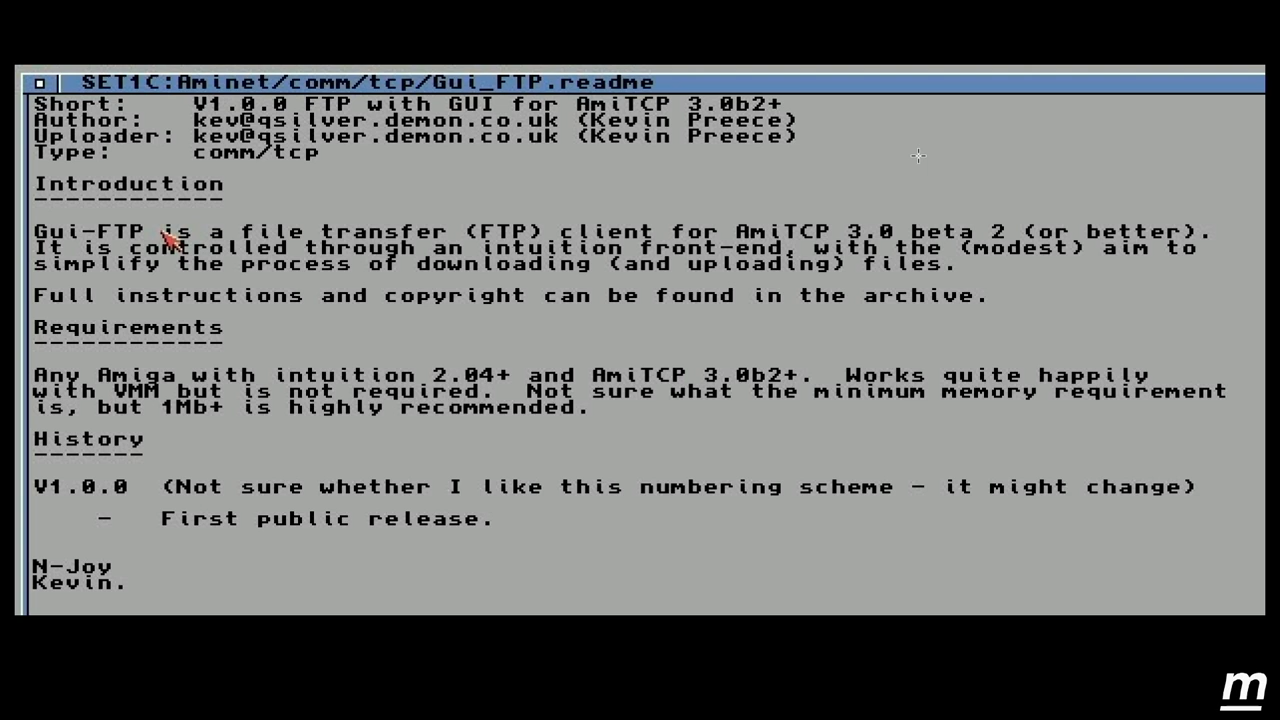 SET1C:Aminet/comm/tcp/Gui_FTP.readme
Short:    V1.0.0 FTP with GUI for AmiTCP 3.0b2+
Author:   kev@qsilver.demon.co.uk (Kevin Preece)
Uploader: kev@qsilver.demon.co.uk (Kevin Preece)
Type:     comm/tcp
Introduction
------------
Gui-FTP is a file transfer (FTP) client for AmiTCP 3.0 beta 2 (or better).
It is controlled through an intuition front-end, with the (modest) aim to
simplify the process of downloading (and uploading) files.
Full instructions and copyright can be found in the archive.
Requirements
------------
Any Amiga with intuition 2.04+ and AmiTCP 3.0b2+.  Works quite happily
with VMM but is not required.  Not sure what the minimum memory requirement
is, but 1Mb+ is highly recommended.
History
-------
V1.0.0  (Not sure whether I like this numbering scheme - it might change)
    -   First public release.
N-Joy
Kevin.
m